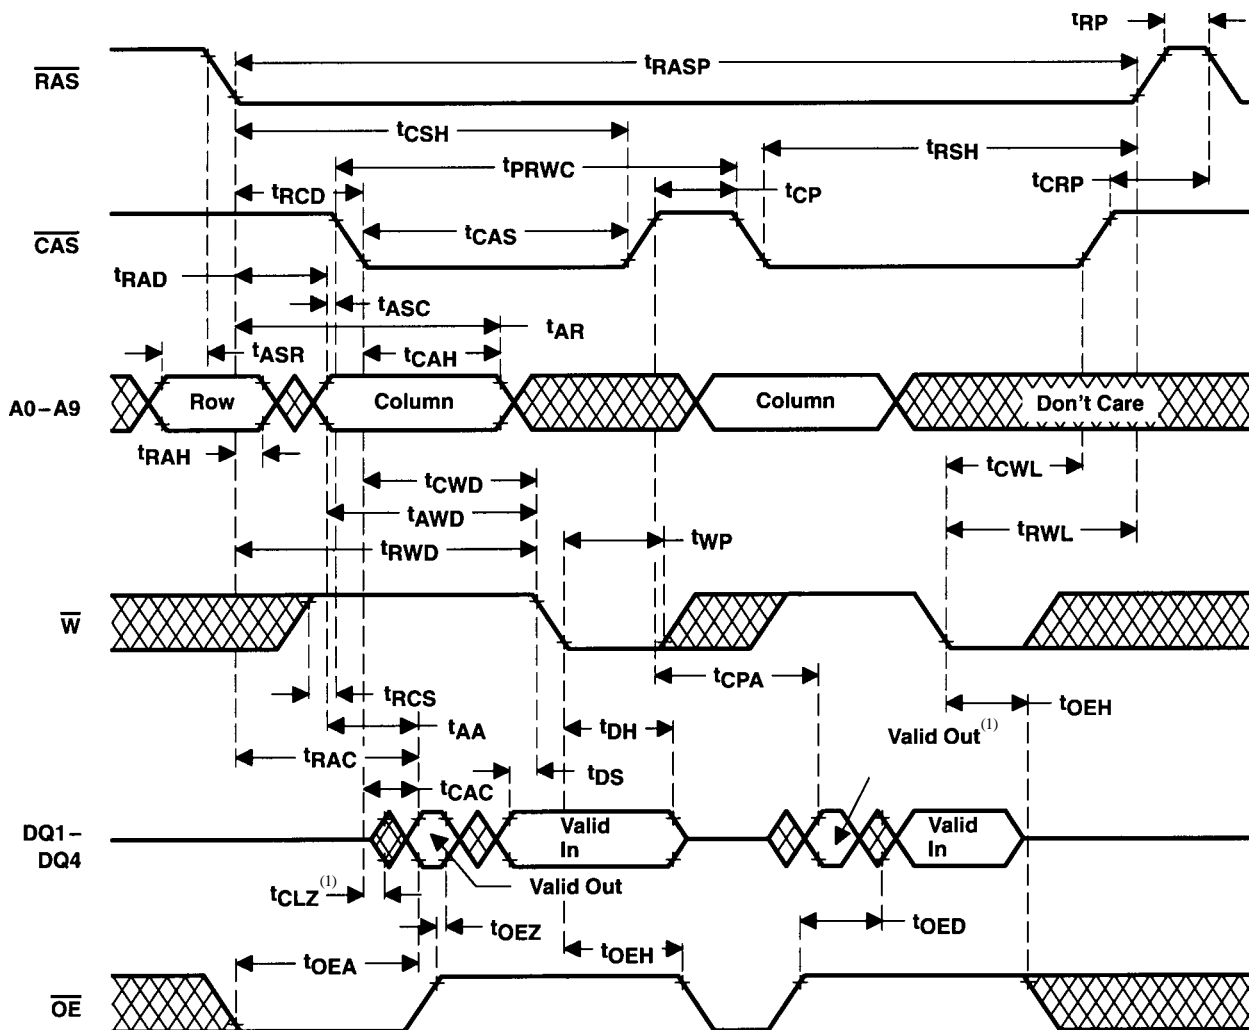 tRP
RAS
tRASP
tCSH
tRSH
tPRWC
tRCD
tCP
tCRP
CAS
tCAS
tRAD
tASC
tAR
tASR
tCAH
A0–A9
Row
Column
Column
Don't Care
tRAH
tCWD
tCWL
tAWD
tRWD
tWP
tRWL
W
tRCS
tCPA
tOEH
tAA
tDH
Valid Out(1)
tRAC
tDS
tCAC
DQ1–
DQ4
Valid
In
Valid
In
tCLZ(1)
Valid Out
tOEZ
tOED
tOEA
tOEH
OE